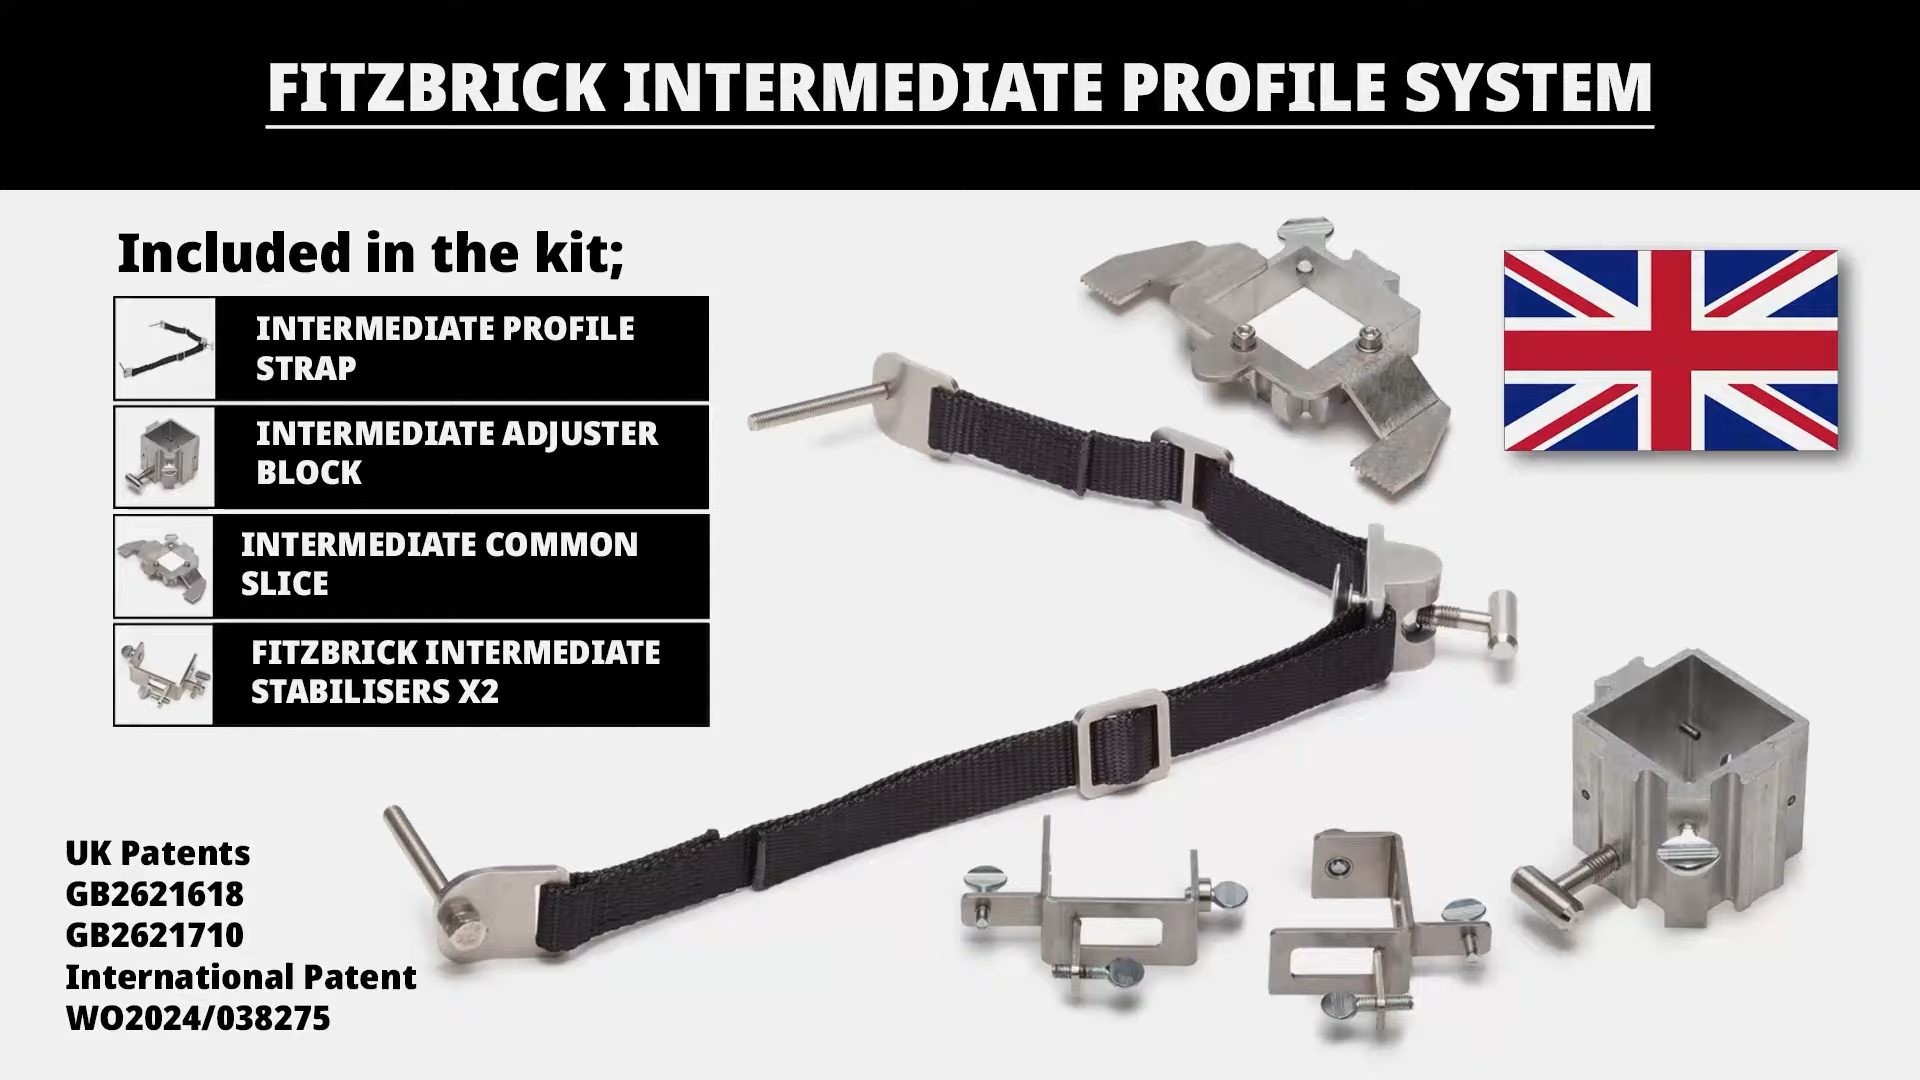 FITZBRICK INTERMEDIATE PROFILE SYSTEM
Included in the kit;
INTERMEDIATE PROFILE
STRAP
INTERMEDIATE ADJUSTER
BLOCK
INTERMEDIATE COMMON
SLICE
FITZBRICK INTERMEDIATE
STABILISERS X2
UK Patents
GB2621618
GB2621710
International Patent
WO2024/038275